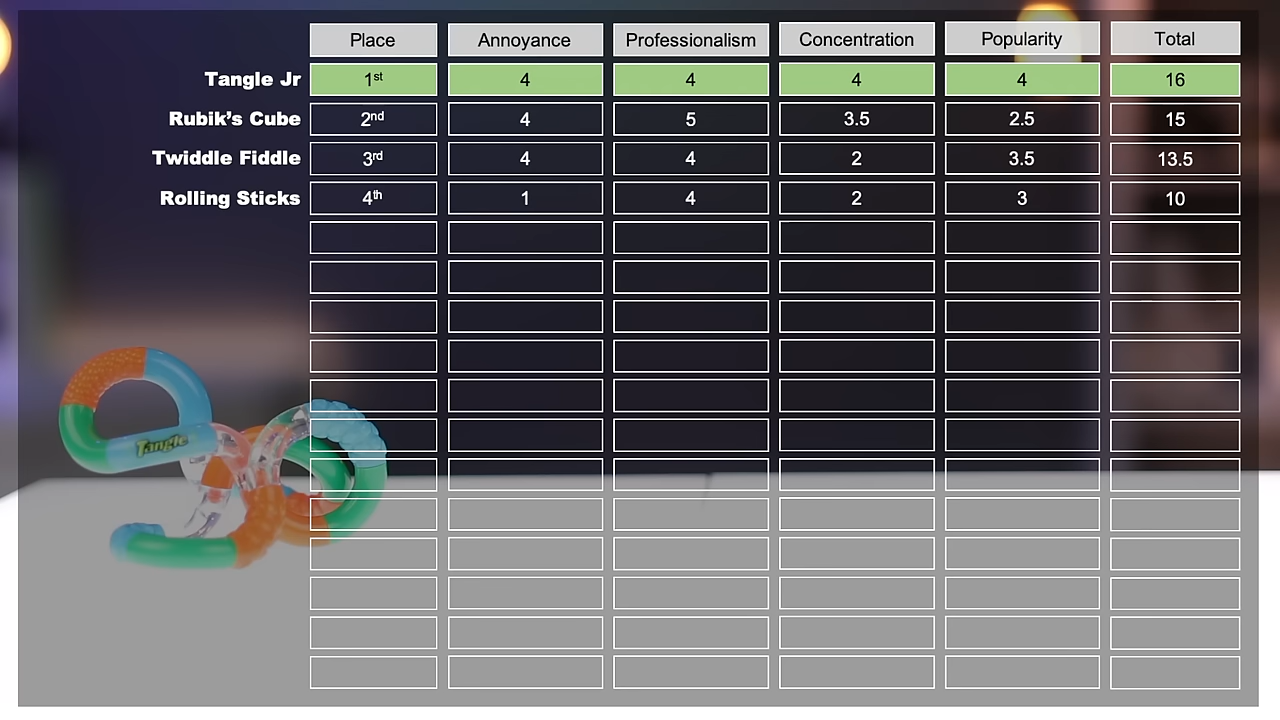 Place Annoyance Professionalism Concentration Popularity Total
Tangle Jr 1st 4 4 4 4 16
Rubik's Cube 2nd 4 5 3.5 2.5 15
Twiddle Fiddle 3rd 4 4 2 3.5 13.5
Rolling Sticks 4th 1 4 2 3 10
Tangle